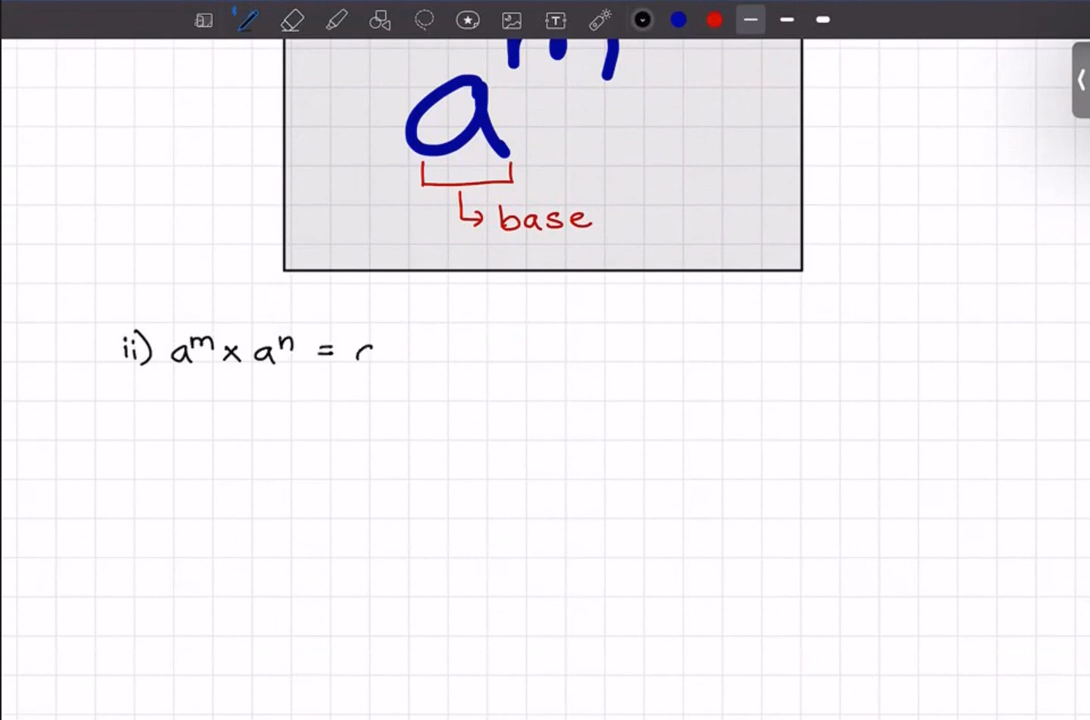 a
base
ii) aᵐ × aⁿ =